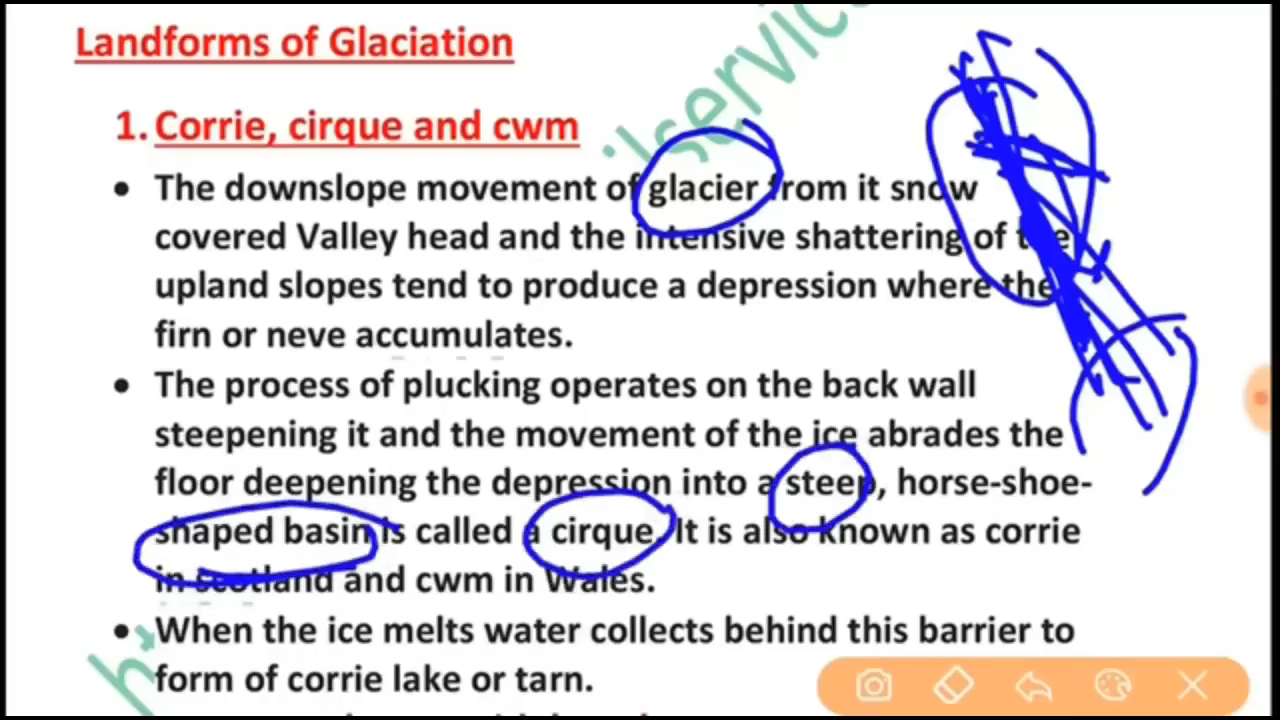 Landforms of Glaciation
1. Corrie, cirque and cwm
• The downslope movement of glacier from it snow
covered Valley head and the intensive shattering of the
upland slopes tend to produce a depression where the
firn or neve accumulates.
• The process of plucking operates on the back wall
steepening it and the movement of the ice abrades the
floor deepening the depression into a steep, horse-shoe-
shaped basin is called a cirque. It is also known as corrie
in scotland and cwm in Wales.
• When the ice melts water collects behind this barrier to
form of corrie lake or tarn.